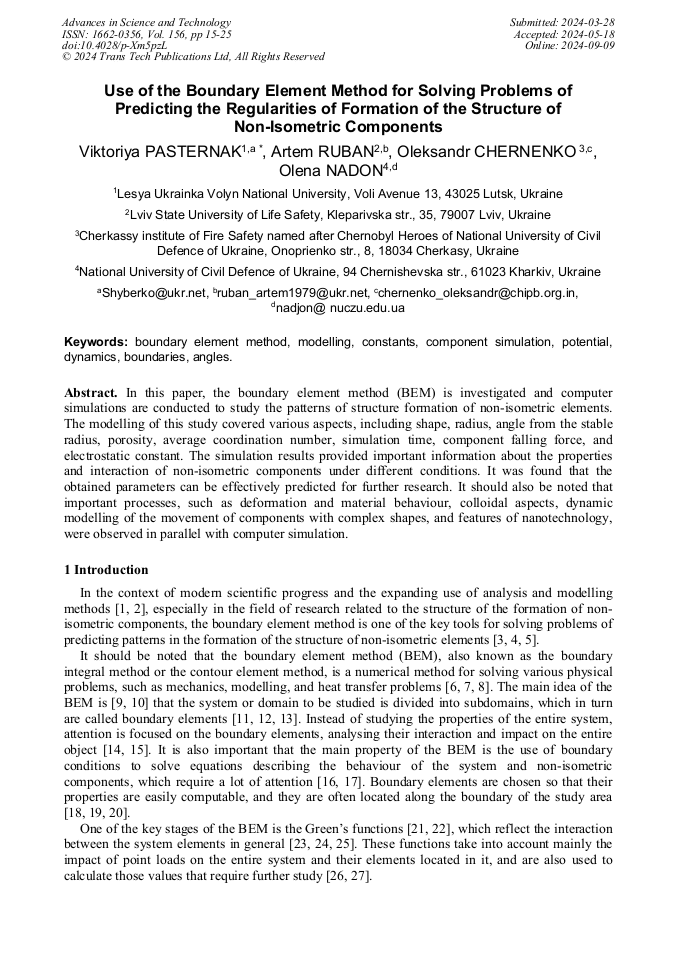 Advances in Science and Technology
ISSN: 1662-0356, Vol. 156, pp 15-25
doi:10.4028/p-Xm5pzL
© 2024 Trans Tech Publications Ltd, All Rights Reserved
Submitted: 2024-03-28
Accepted: 2024-05-18
Online: 2024-09-09
Use of the Boundary Element Method for Solving Problems of
Predicting the Regularities of Formation of the Structure of
Non-Isometric Components
Viktoriya PASTERNAK1,a *, Artem RUBAN2,b, Oleksandr CHERNENKO 3,c,
Olena NADON4,d
1Lesya Ukrainka Volyn National University, Voli Avenue 13, 43025 Lutsk, Ukraine
2Lviv State University of Life Safety, Kleparivska str., 35, 79007 Lviv, Ukraine
3Cherkassy institute of Fire Safety named after Chernobyl Heroes of National University of Civil
Defence of Ukraine, Onoprienko str., 8, 18034 Cherkasy, Ukraine
4National University of Civil Defence of Ukraine, 94 Chernishevska str., 61023 Kharkiv, Ukraine
aShyberko@ukr.net, bruban_artem1979@ukr.net, cchernenko_oleksandr@chipb.org.in,
dnadjon@ nuczu.edu.ua
Keywords: boundary element method, modelling, constants, component simulation, potential,
dynamics, boundaries, angles.
Abstract. In this paper, the boundary element method (BEM) is investigated and computer
simulations are conducted to study the patterns of structure formation of non-isometric elements.
The modelling of this study covered various aspects, including shape, radius, angle from the stable
radius, porosity, average coordination number, simulation time, component falling force, and
electrostatic constant. The simulation results provided important information about the properties
and interaction of non-isometric components under different conditions. It was found that the
obtained parameters can be effectively predicted for further research. It should also be noted that
important processes, such as deformation and material behaviour, colloidal aspects, dynamic
modelling of the movement of components with complex shapes, and features of nanotechnology,
were observed in parallel with computer simulation.
1 Introduction
In the context of modern scientific progress and the expanding use of analysis and modelling
methods [1, 2], especially in the field of research related to the structure of the formation of non-
isometric components, the boundary element method is one of the key tools for solving problems of
predicting patterns in the formation of the structure of non-isometric elements [3, 4, 5].
It should be noted that the boundary element method (BEM), also known as the boundary
integral method or the contour element method, is a numerical method for solving various physical
problems, such as mechanics, modelling, and heat transfer problems [6, 7, 8]. The main idea of the
BEM is [9, 10] that the system or domain to be studied is divided into subdomains, which in turn
are called boundary elements [11, 12, 13]. Instead of studying the properties of the entire system,
attention is focused on the boundary elements, analysing their interaction and impact on the entire
object [14, 15]. It is also important that the main property of the BEM is the use of boundary
conditions to solve equations describing the behaviour of the system and non-isometric
components, which require a lot of attention [16, 17]. Boundary elements are chosen so that their
properties are easily computable, and they are often located along the boundary of the study area
[18, 19, 20].
One of the key stages of the BEM is the Green's functions [21, 22], which reflect the interaction
between the system elements in general [23, 24, 25]. These functions take into account mainly the
impact of point loads on the entire system and their elements located in it, and are also used to
calculate those values that require further study [26, 27].